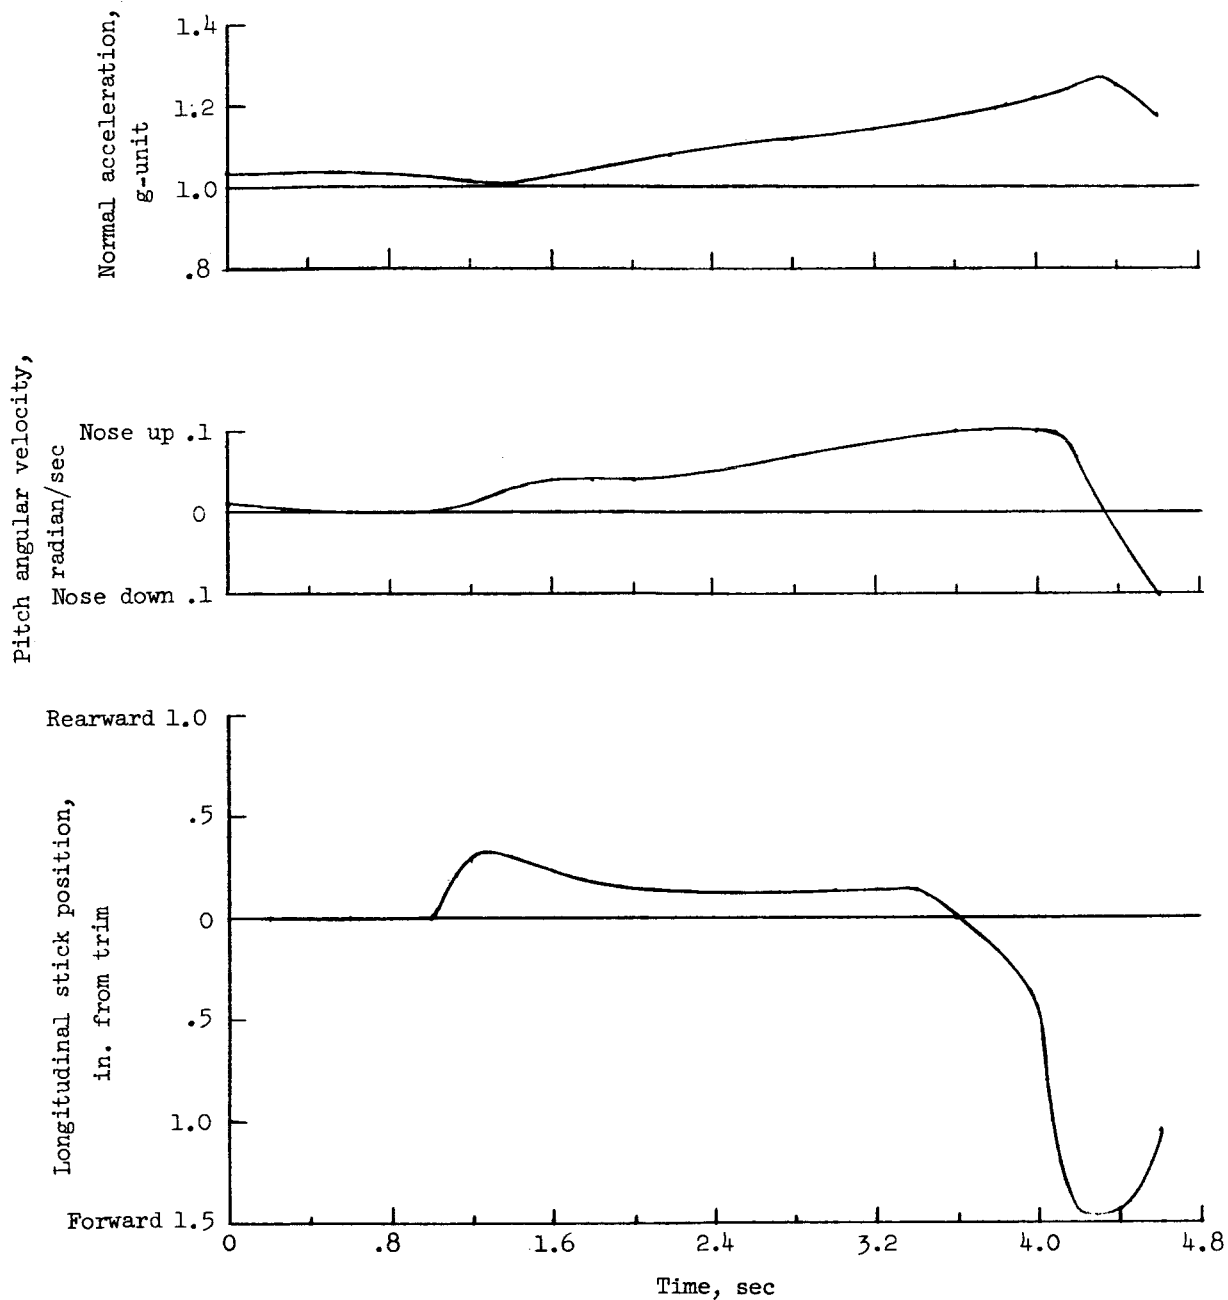 Normal acceleration,
g-unit
1.4
1.2
1.0
.8
Pitch angular velocity,
radian/sec
Nose up .1
0
Nose down .1
Longitudinal stick position,
in. from trim
Rearward 1.0
.5
0
.5
1.0
Forward 1.5
0 .8 1.6 2.4 3.2 4.0 4.8
Time, sec